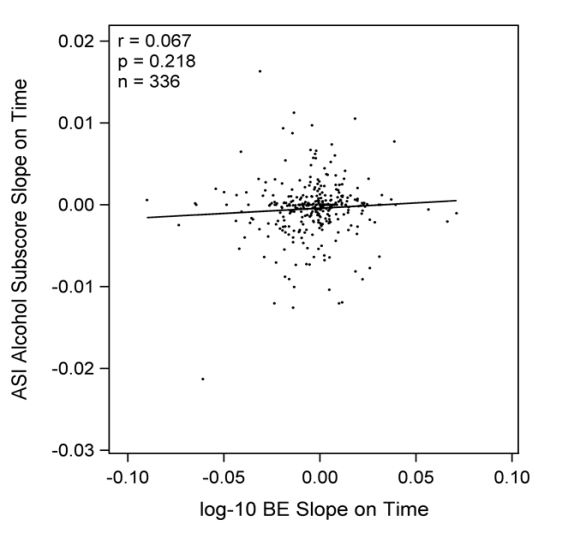 r = 0.067
p = 0.218
n = 336
ASI Alcohol Subscore Slope on Time
0.02
0.01
0.00
-0.01
-0.02
-0.03
-0.10 -0.05 0.00 0.05 0.10
log-10 BE Slope on Time